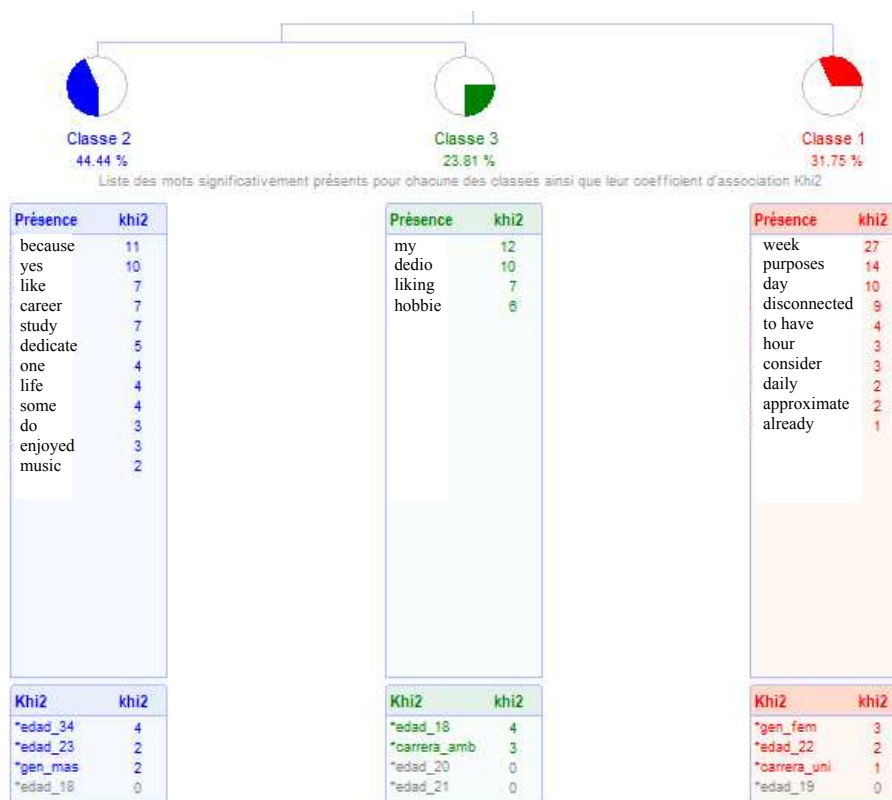 Classe 2
44.44 %
Classe 3
23.81 %
Classe 1
31.75 %
Liste des mots significativement présents pour chacune des classes ainsi que leur coefficient d'association Khi2
Présence khi2
because 11
yes 10
like 7
career 7
study 7
dedicate 5
one 4
life 4
some 4
do 3
enjoyed 3
music 2
Khi2 khi2
*edad_34 4
*edad_23 2
*gen_mas 2
*edad_18 0
Présence khi2
my 12
dedio 10
liking 7
hobbie 6
Khi2 khi2
*edad_18 4
*carrera_amb 3
*edad_20 0
*edad_21 0
Présence khi2
week 27
purposes 14
day 10
disconnected 9
to have 4
hour 3
consider 3
daily 2
approximate 2
already 1
Khi2 khi2
*gen_fem 3
*edad_22 2
*carrera_uni 1
*edad_19 0